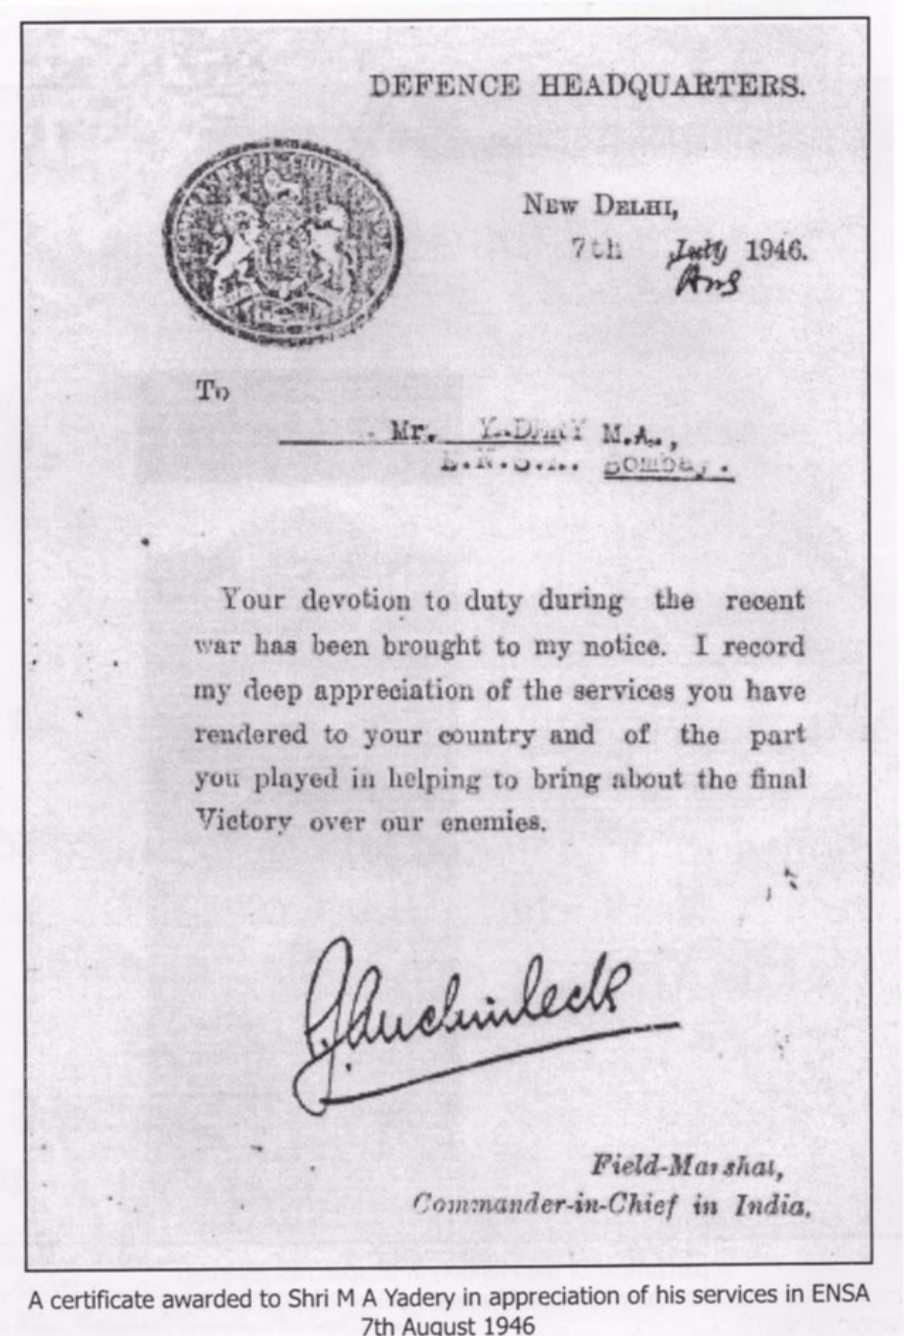 DEFENCE HEADQUARTERS.
NEW DELHI,
7th July 1946.
Aug
To
Mr. YADERY M.A.,
E.N.S.A. Bombay.
Your devotion to duty during the recent
war has been brought to my notice. I record
my deep appreciation of the services you have
rendered to your country and of the part
you played in helping to bring about the final
Victory over our enemies.
Field-Marshal,
Commander-in-Chief in India.
A certificate awarded to Shri M A Yadery in appreciation of his services in ENSA
7th August 1946